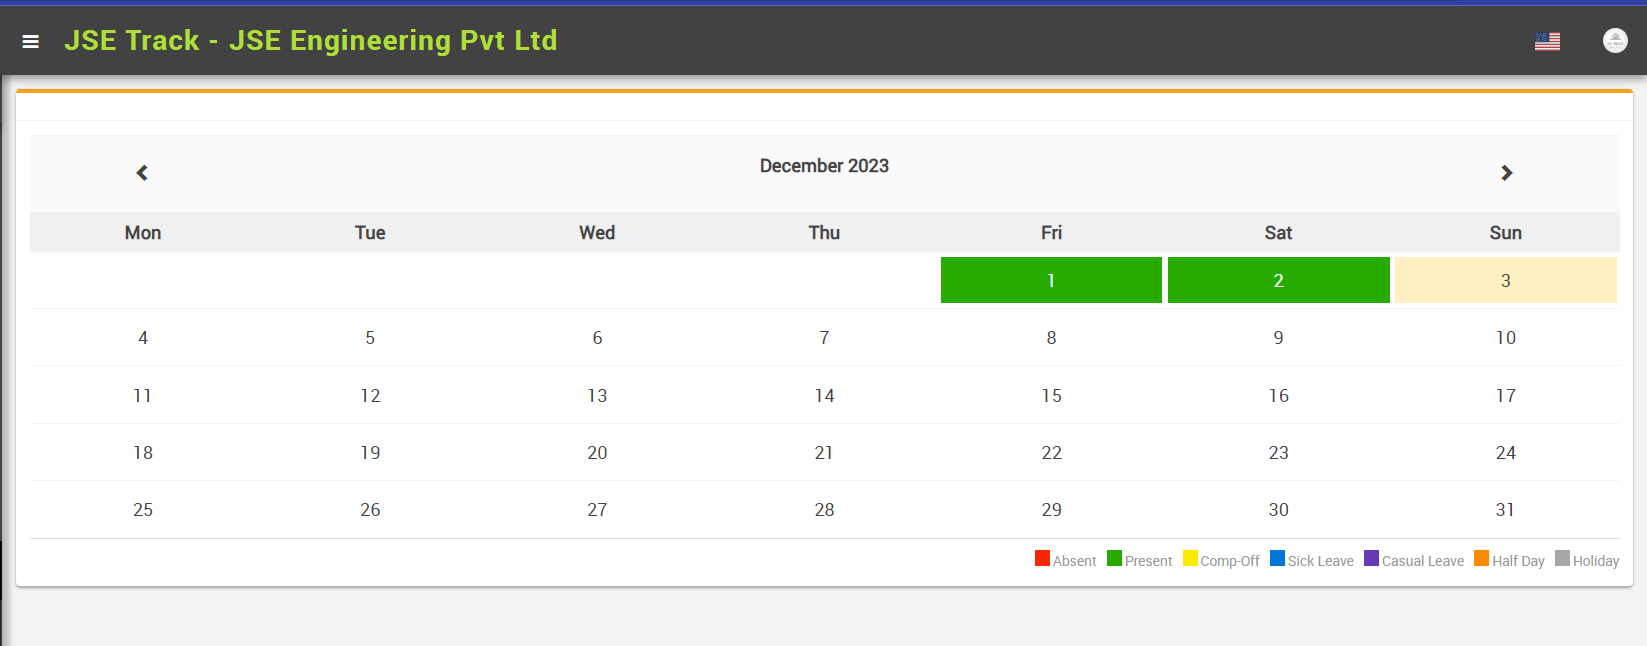 JSE Track - JSE Engineering Pvt Ltd
December 2023
Mon Tue Wed Thu Fri Sat Sun
1 2 3
4 5 6 7 8 9 10
11 12 13 14 15 16 17
18 19 20 21 22 23 24
25 26 27 28 29 30 31
Absent Present Comp-Off Sick Leave Casual Leave Half Day Holiday